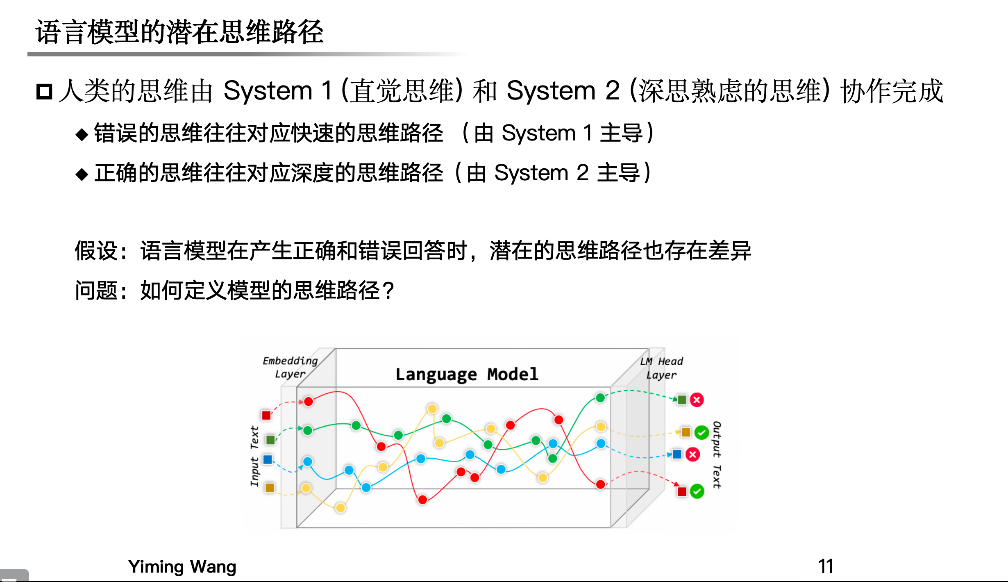 语言模型的潜在思维路径
人类的思维由 System 1（直觉思维）和 System 2（深思熟虑的思维）协作完成
错误的思维往往对应快速的思维路径 （由 System 1 主导）
正确的思维往往对应深度的思维路径（由 System 2 主导）
假设：语言模型在产生正确和错误回答时，潜在的思维路径也存在差异
问题：如何定义模型的思维路径？
Embedding
Layer
Language Model
LM Head
Layer
Input Text
Output Text
Yiming Wang
11